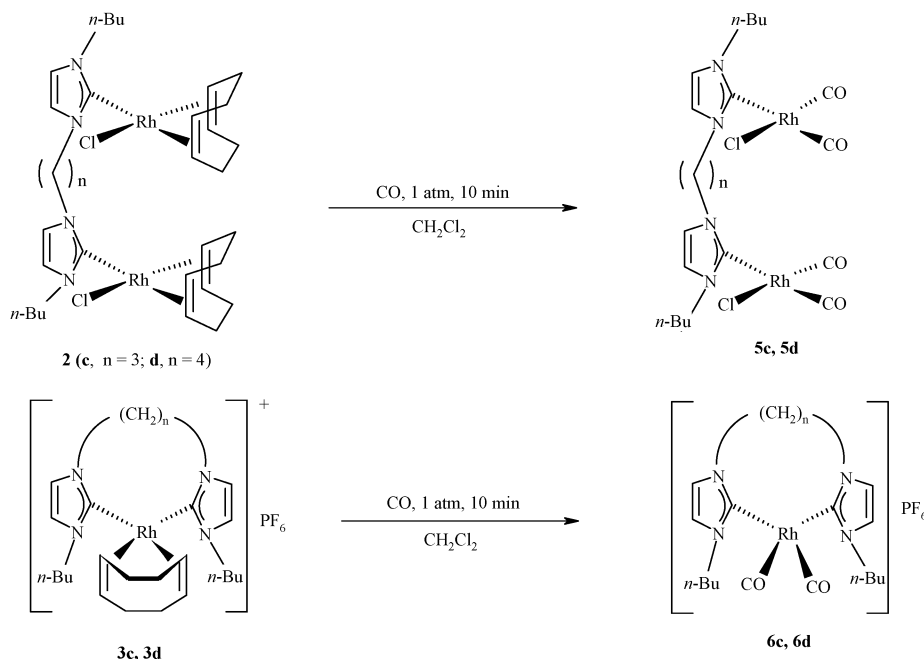 n-Bu
N
N
Cl
Rh
( ) n
N
N
Cl
Rh
n-Bu
2 (c, n = 3; d, n = 4)
CO, 1 atm, 10 min
CH2Cl2
n-Bu
N
N
CO
Rh
Cl
CO
( ) n
N
N
CO
Rh
Cl
CO
n-Bu
5c, 5d
(CH2)n
+
N
N
N
N
Rh
PF6
n-Bu
n-Bu
3c, 3d
CO, 1 atm, 10 min
CH2Cl2
(CH2)n
N
N
N
N
Rh
PF6
n-Bu
CO
CO
n-Bu
6c, 6d